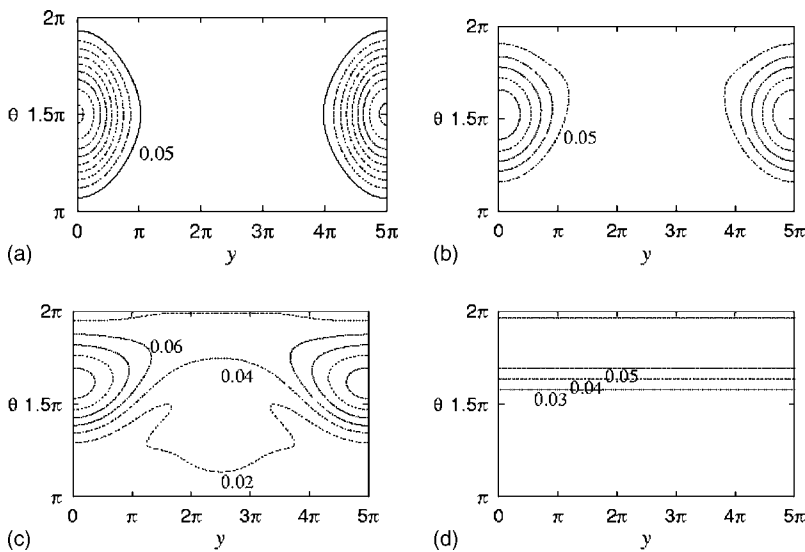 2π
θ 1.5π
π
0.05
0 π 2π 3π 4π 5π
(a) y
2π
θ 1.5π
π
0.05
0 π 2π 3π 4π 5π
(b) y
2π
θ 1.5π
π
0.06
0.04
0.02
0 π 2π 3π 4π 5π
(c) y
2π
θ 1.5π
π
0.05
0.04
0.03
0 π 2π 3π 4π 5π
(d) y